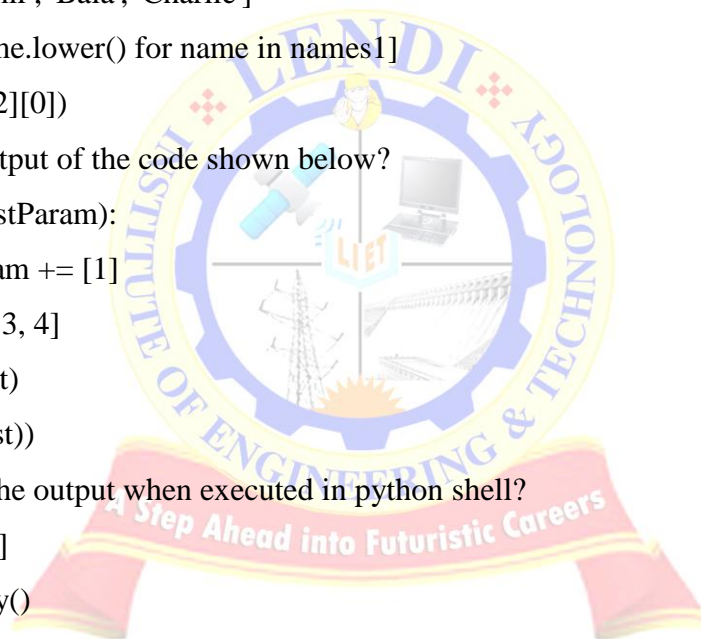 ', 'Bala', 'Charlie']
ne.lower() for name in names1]
2][0])
tput of the code shown below?
stParam):
am += [1]
3, 4]
t)
st))
he output when executed in python shell?
]
y()
LENDI
INSTITUTE OF ENGINEERING & TECHNOLOGY
LIET
A Step Ahead into Futuristic Careers